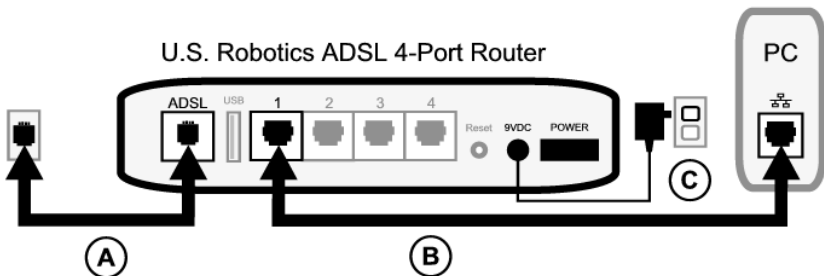 U.S. Robotics ADSL 4-Port Router
PC
ADSL
USB
1
2
3
4
Reset
9VDC
POWER
A
B
C